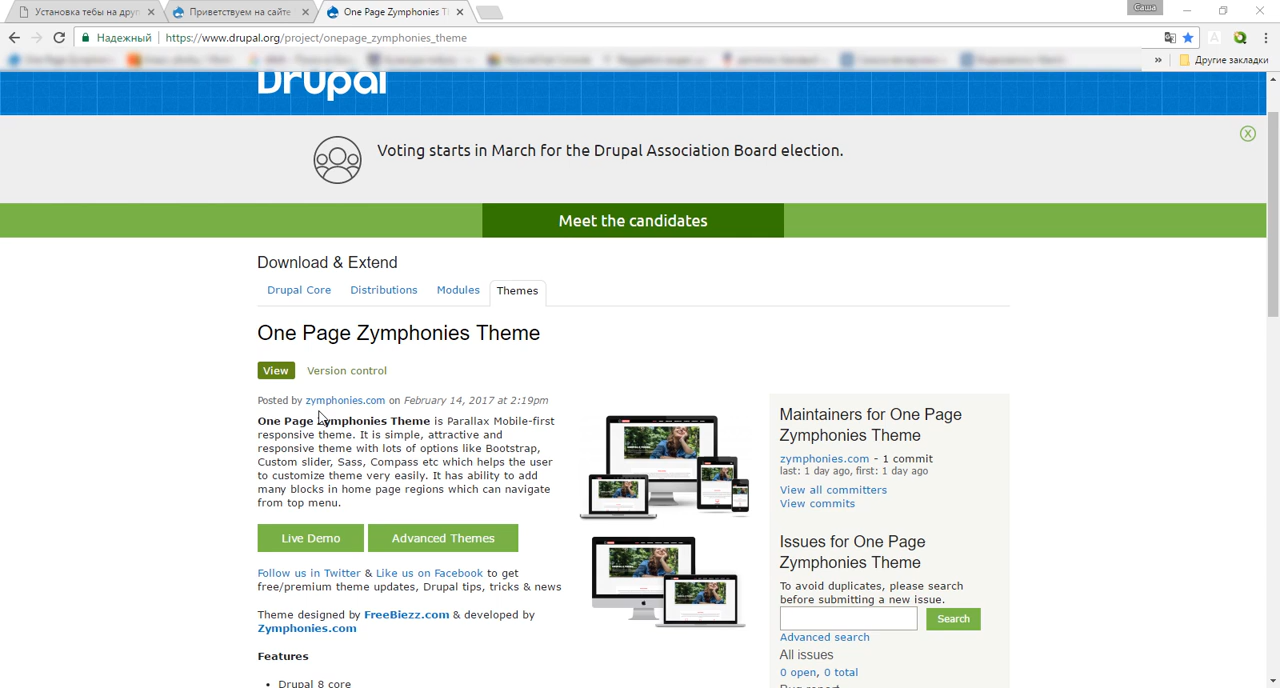 Установка тебы на друп
Приветствуем на сайте
One Page Zymphonies T
Саша
Надежный
https://www.drupal.org/project/onepage_zymphonies_theme
Другие закладки
Drupal
Voting starts in March for the Drupal Association Board election.
Meet the candidates
Download & Extend
Drupal Core
Distributions
Modules
Themes
One Page Zymphonies Theme
View
Version control
Posted by zymphonies.com on February 14, 2017 at 2:19pm
One Page Zymphonies Theme is Parallax Mobile-first
responsive theme. It is simple, attractive and
responsive theme with lots of options like Bootstrap,
Custom slider, Sass, Compass etc which helps the user
to customize theme very easily. It has ability to add
many blocks in home page regions which can navigate
from top menu.
Live Demo
Advanced Themes
Follow us in Twitter & Like us on Facebook to get
free/premium theme updates, Drupal tips, tricks & news
Theme designed by FreeBiezz.com & developed by
Zymphonies.com
Features
Drupal 8 core
Maintainers for One Page
Zymphonies Theme
zymphonies.com - 1 commit
last: 1 day ago, first: 1 day ago
View all committers
View commits
Issues for One Page
Zymphonies Theme
To avoid duplicates, please search
before submitting a new issue.
Search
Advanced search
All issues
0 open, 0 total
Bug report